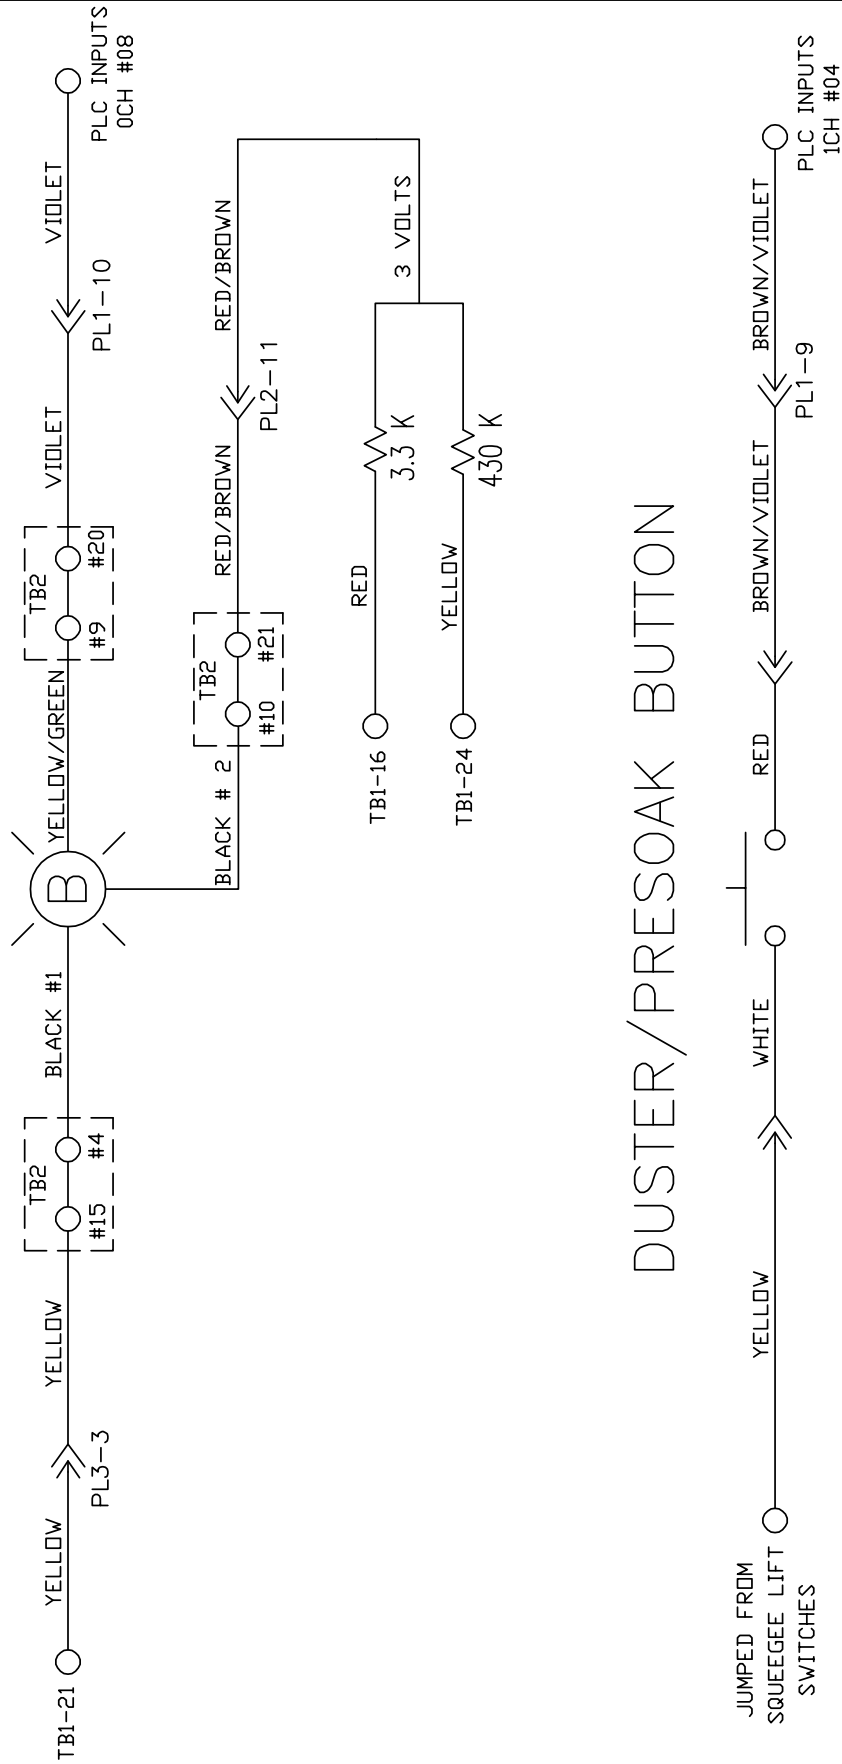 TB1-21
YELLOW
PL3-3
YELLOW
TB2
#15
#4
BLACK #1
B
YELLOW/GREEN
TB2
#9
#20
VIOLET
PL1-10
VIOLET
PLC INPUTS
0CH #08
BLACK # 2
TB2
#10
#21
RED/BROWN
PL2-11
RED/BROWN
3 VOLTS
TB1-16
RED
3.3 K
TB1-24
YELLOW
430 K
DUSTER/PRESOAK BUTTON
JUMPED FROM
SQUEEGEE LIFT
SWITCHES
YELLOW
WHITE
RED
BROWN/VIOLET
PL1-9
BROWN/VIOLET
PLC INPUTS
1CH #04